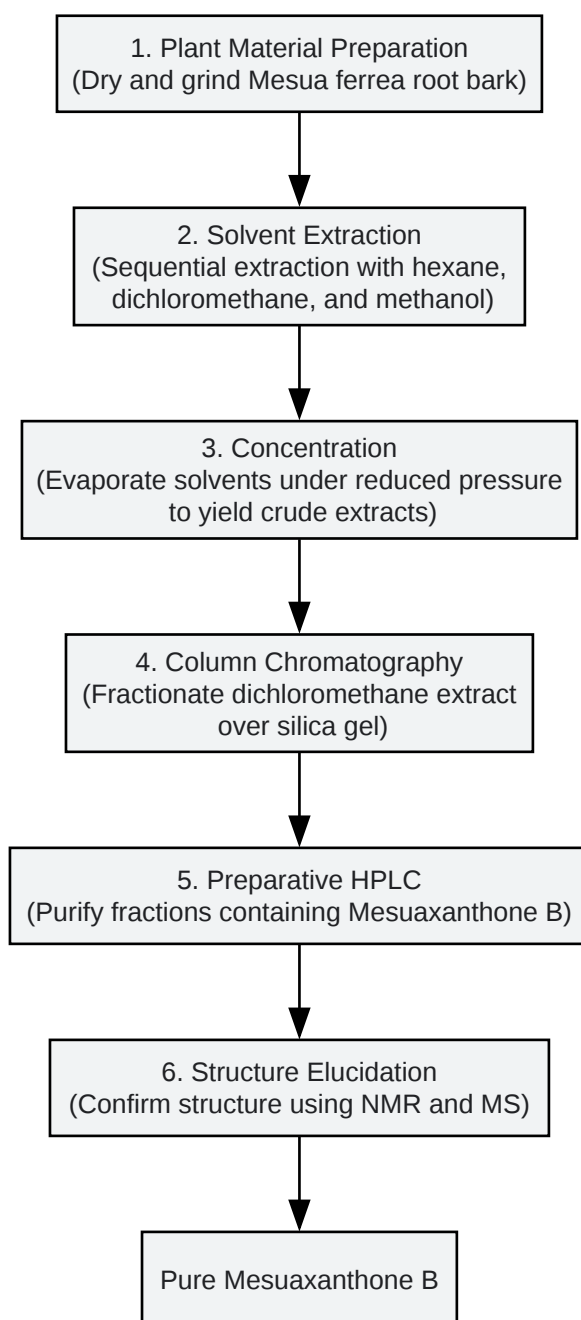 1. Plant Material Preparation
(Dry and grind Mesua ferrea root bark)
2. Solvent Extraction
(Sequential extraction with hexane,
dichloromethane, and methanol)
3. Concentration
(Evaporate solvents under reduced pressure
to yield crude extracts)
4. Column Chromatography
(Fractionate dichloromethane extract
over silica gel)
5. Preparative HPLC
(Purify fractions containing Mesuaxanthone B)
6. Structure Elucidation
(Confirm structure using NMR and MS)
Pure Mesuaxanthone B